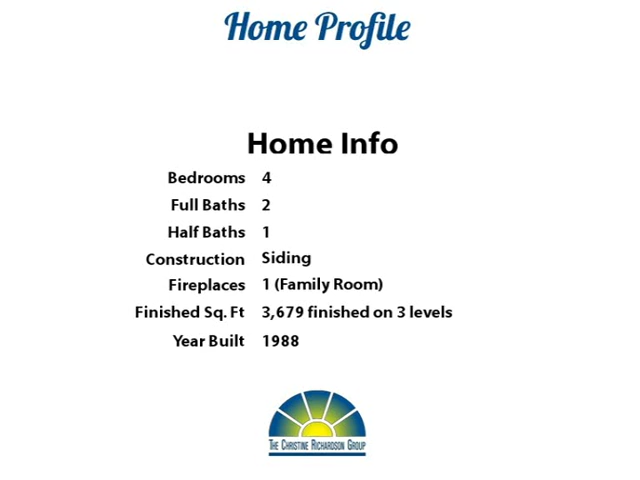 Home Profile
Home Info
Bedrooms 4
Full Baths 2
Half Baths 1
Construction Siding
Fireplaces 1 (Family Room)
Finished Sq. Ft 3,679 finished on 3 levels
Year Built 1988
The Christine Richardson Group